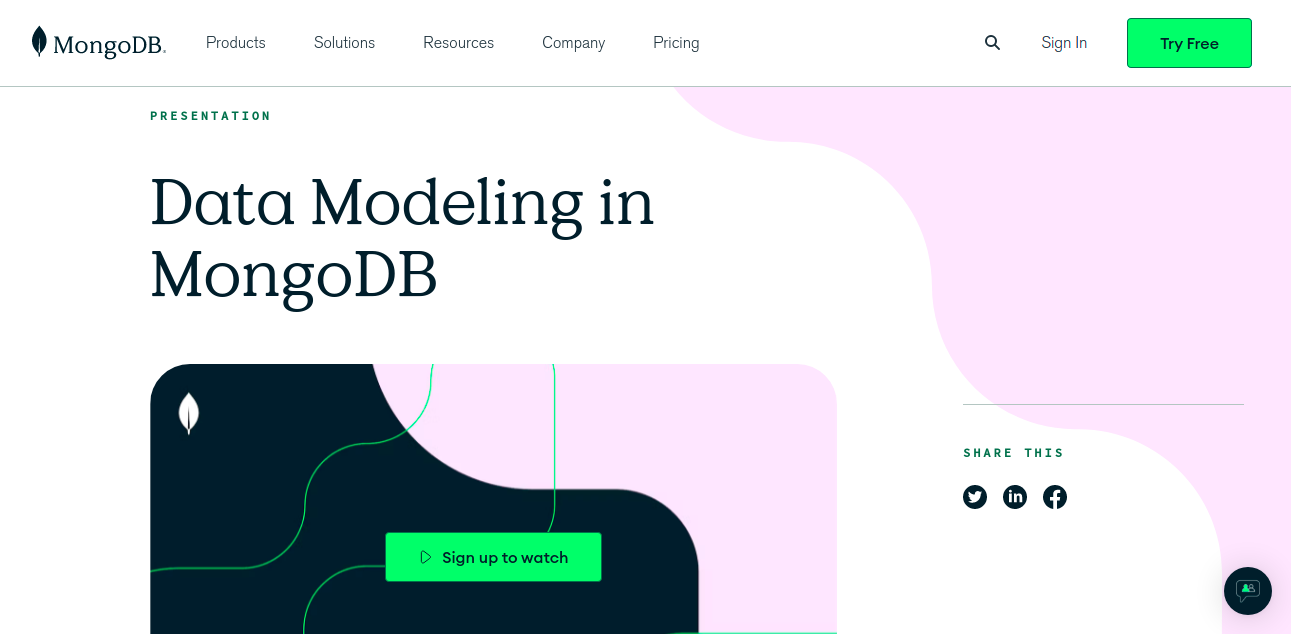 MongoDB.
Products
Solutions
Resources
Company
Pricing
Sign In
Try Free
PRESENTATION
Data Modeling in
MongoDB
Sign up to watch
SHARE THIS